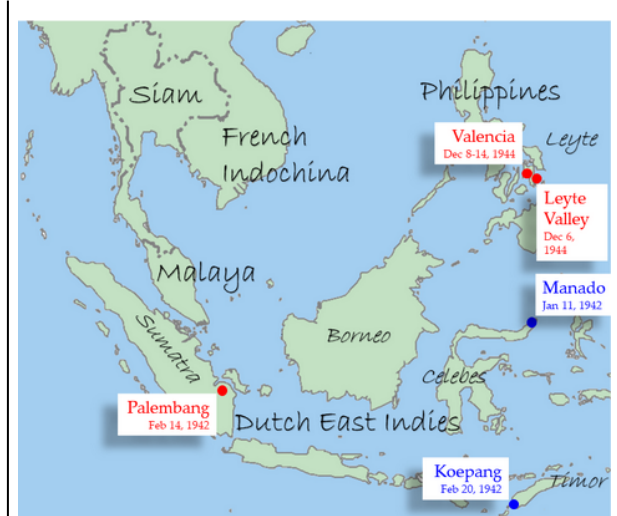 Philippines
Siam
Valencia
Dec 8-14, 1944
Leyte
French
Indochina
Leyte
Valley
Dec 6,
1944
Malaya
Manado
Jan 11, 1942
Sumatra
Borneo
Celebes
Palembang
Feb 14, 1942
Dutch East Indies
Koepang
Feb 20, 1942
Timor